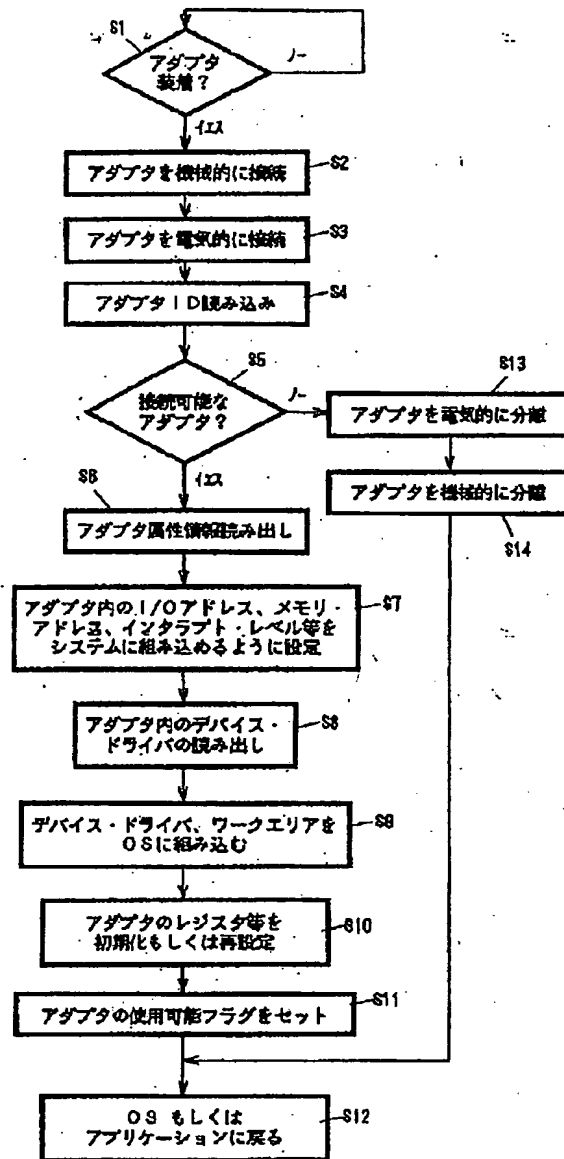 S1
アダプタ
装着?
ノー
イエス
アダプタを機械的に接続
S2
アダプタを電気的に接続
S3
アダプタID読み込み
S4
S5
接続可能な
アダプタ?
ノー
イエス
S13
アダプタを電気的に分離
アダプタを機械的に分離
S14
S6
アダプタ属性情報読み出し
アダプタ内のI/Oアドレス、メモリ・
アドレス、インタラプト・レベル等を
システムに組み込めるように設定
S7
アダプタ内のデバイス・
ドライバの読み出し
S8
デバイス・ドライバ、ワークエリアを
OSに組み込む
S9
アダプタのレジスタ等を
初期化もしくは再設定
S10
アダプタの使用可能フラグをセット
S11
OSもしくは
アプリケーションに戻る
S12